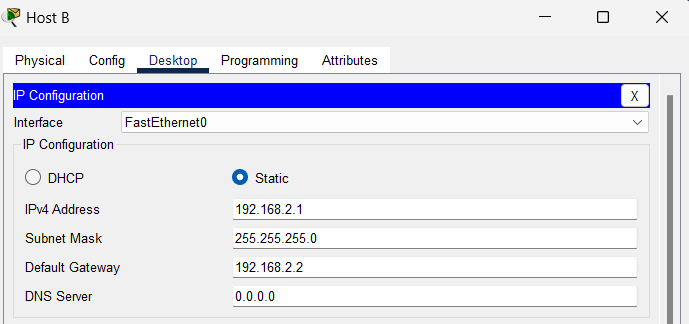 Host B
Physical Config Desktop Programming Attributes
IP Configuration X
Interface FastEthernet0
IP Configuration
DHCP Static
IPv4 Address 192.168.2.1
Subnet Mask 255.255.255.0
Default Gateway 192.168.2.2
DNS Server 0.0.0.0